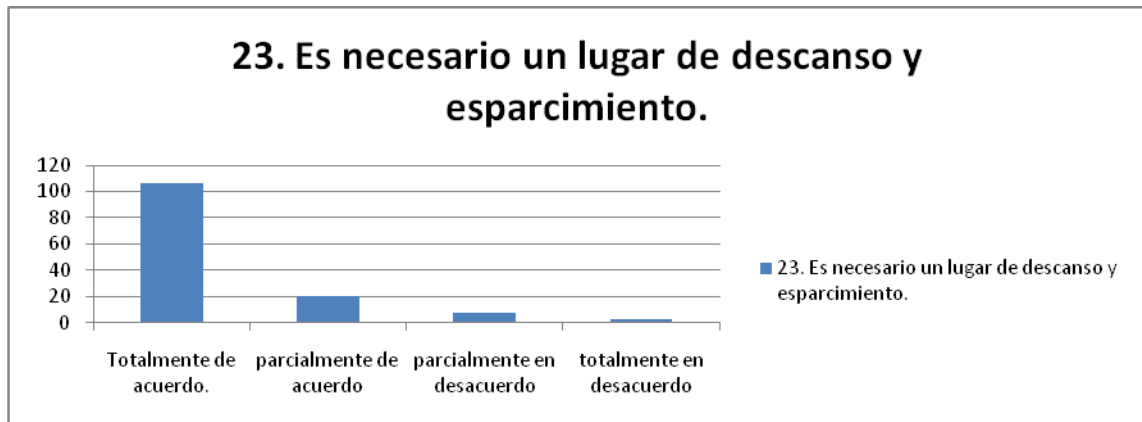 23. Es necesario un lugar de descanso y
esparcimiento.
120
100
80
60
40
20
0
Totalmente de
acuerdo.
parcialmente de
acuerdo
parcialmente en
desacuerdo
totalmente en
desacuerdo
23. Es necesario un lugar de descanso y
esparcimiento.